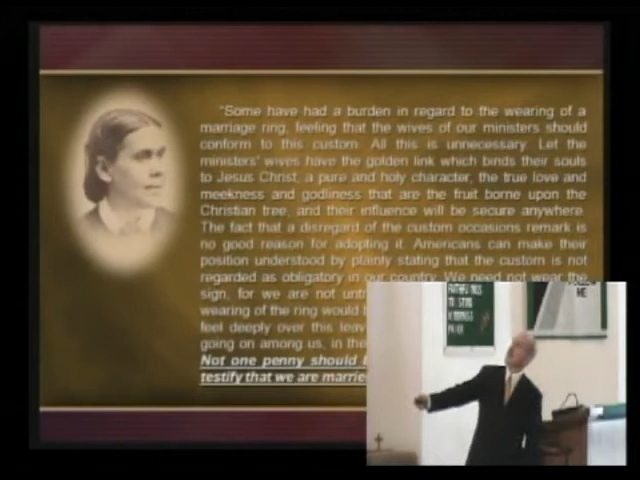 "Some have had a burden in regard to the wearing of a
marriage ring, feeling that the wives of our ministers should
conform to this custom. All this is unnecessary. Let the
ministers' wives have the golden link which binds their souls
to Jesus Christ, a pure and holy character, the true love and
meekness and godliness that are the fruit borne upon the
Christian tree, and their influence will be secure anywhere.
The fact that a disregard of the custom occasions remark is
no good reason for adopting it. Americans can make their
position understood by plainly stating that the custom is not
regarded as obligatory in our country. We need not wear the
sign, for we are not untr
wearing of the ring would b
feel deeply over this leav
going on among us, in the
Not one penny should b
testify that we are marrie
ME